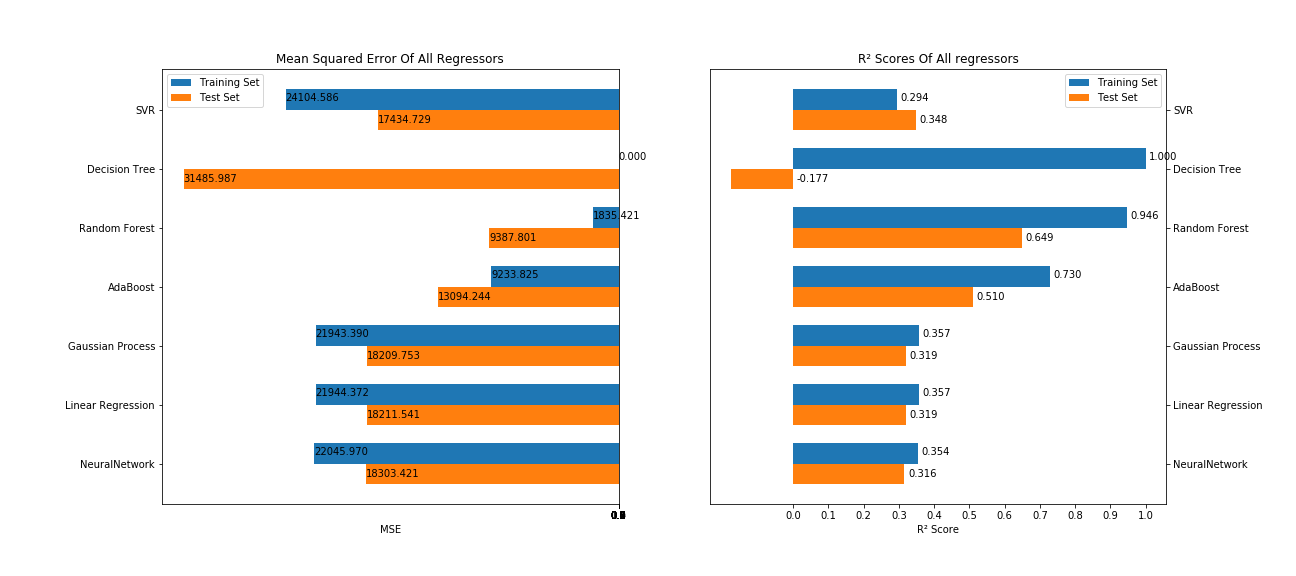 Mean Squared Error Of All Regressors
Training Set
Test Set
SVR
24104.586
17434.729
Decision Tree
0.000
31485.987
Random Forest
1835.421
9387.801
AdaBoost
9233.825
13094.244
Gaussian Process
21943.390
18209.753
Linear Regression
21944.372
18211.541
NeuralNetwork
22045.970
18303.421
MSE
R² Scores Of All regressors
Training Set
Test Set
0.294
0.348
SVR
1.000
-0.177
Decision Tree
0.946
0.649
Random Forest
0.730
0.510
AdaBoost
0.357
0.319
Gaussian Process
0.357
0.319
Linear Regression
0.354
0.316
NeuralNetwork
0.0 0.1 0.2 0.3 0.4 0.5 0.6 0.7 0.8 0.9 1.0
R² Score